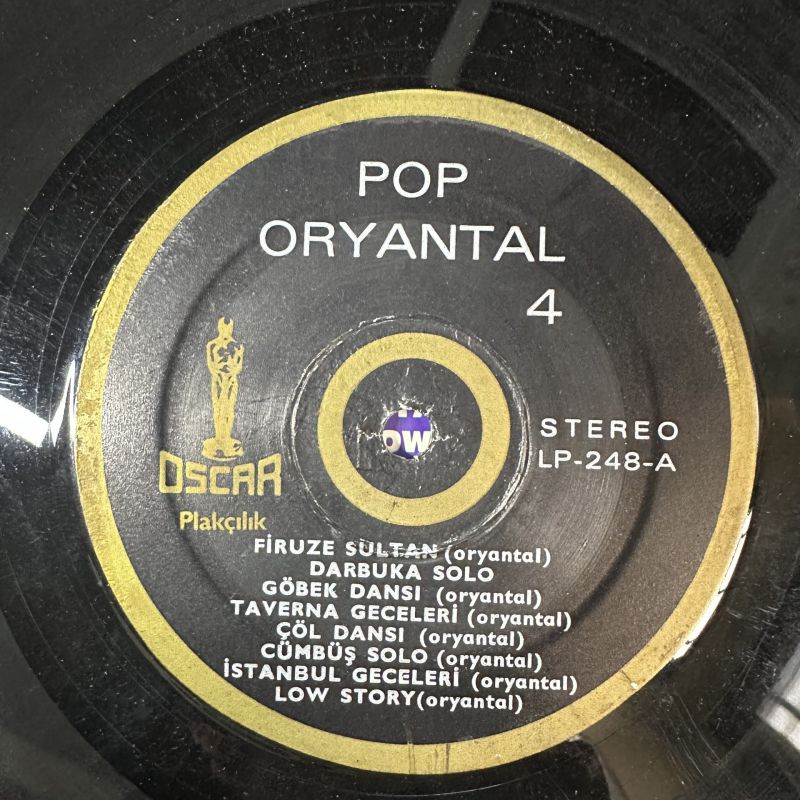 POP
ORYANTAL
4
OSCAR
Plakçılık
STEREO
LP-248-A
ow
FİRUZE SULTAN (oryantal)
DARBUKA SOLO
GÖBEK DANSI (oryantal)
TAVERNA GECELERİ (oryantal)
ÇÖL DANSI (oryantal)
CÜMBÜŞ SOLO (oryantal)
İSTANBUL GECELERİ (oryantal)
LOW STORY(oryantal)